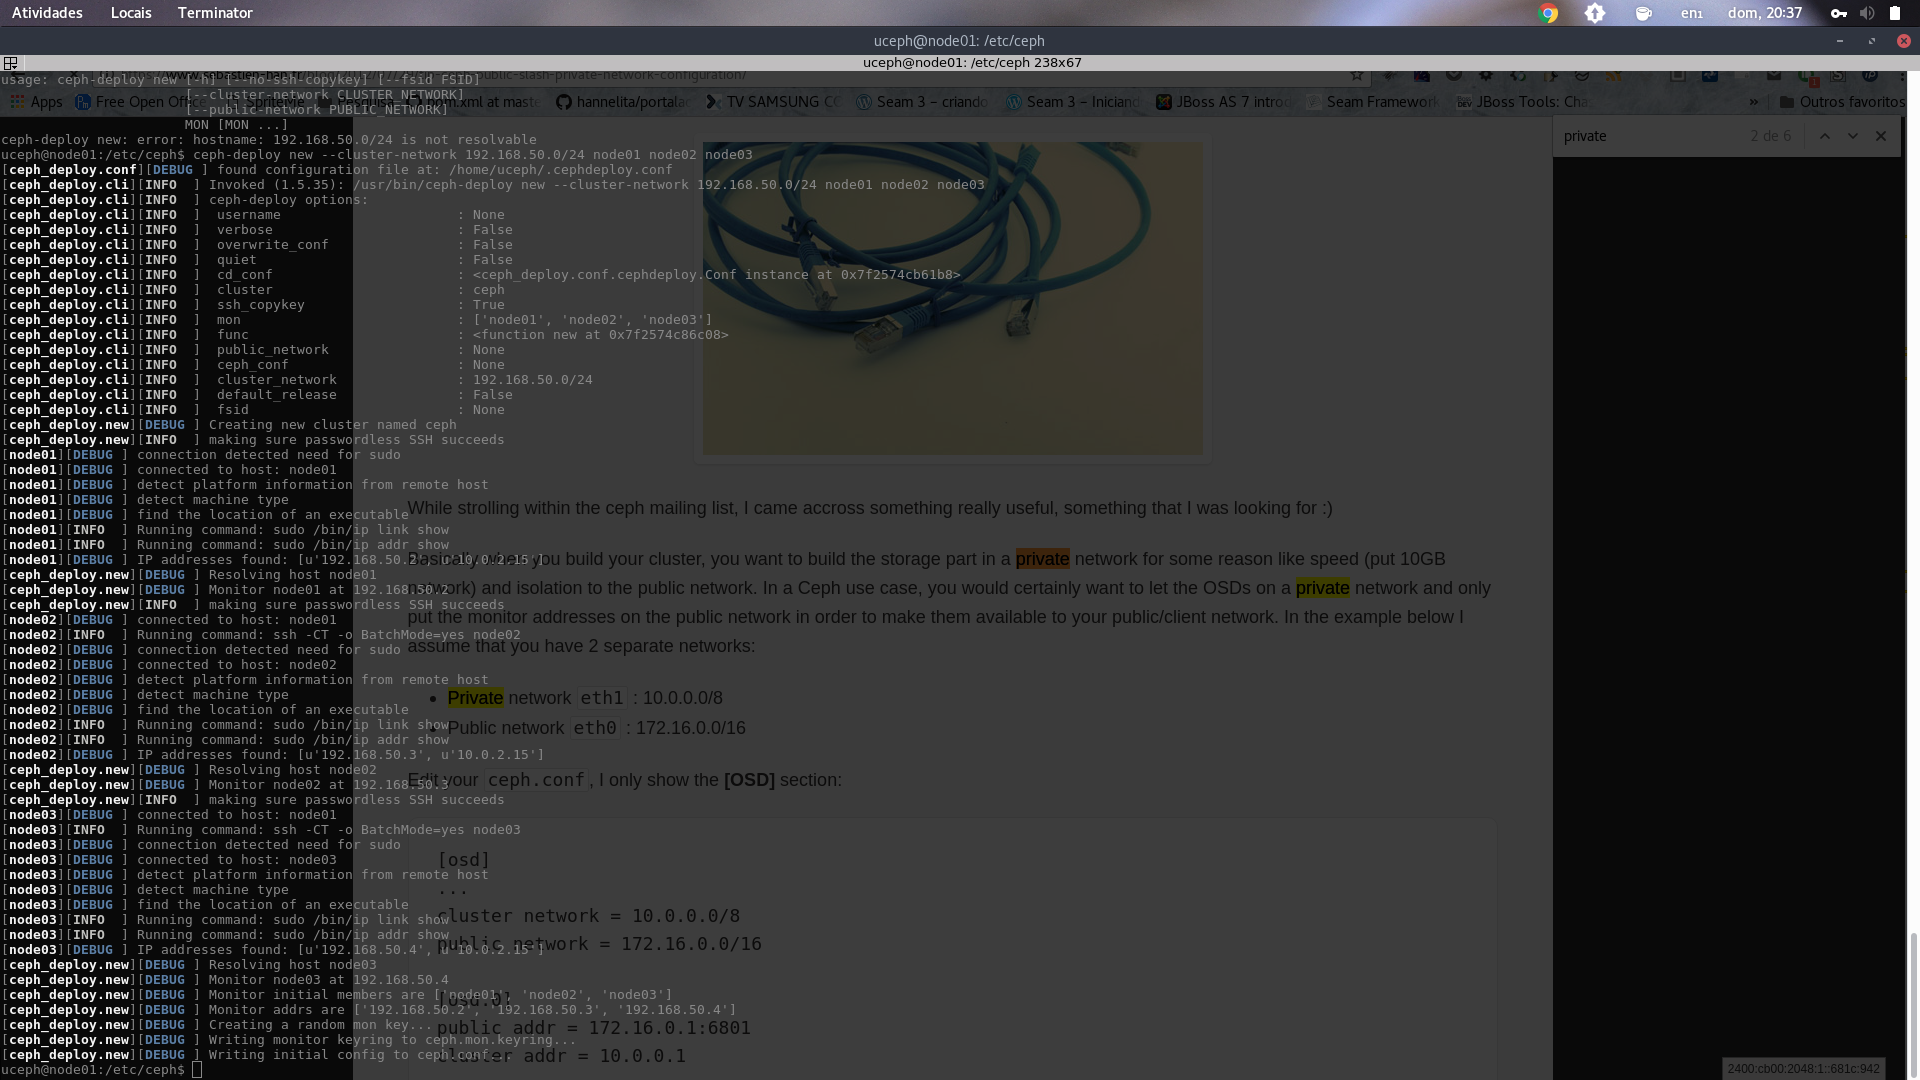 Atividades Locais Terminator en₁ dom, 20:37
uceph@node01: /etc/ceph
uceph@node01: /etc/ceph 238x67
usage: ceph-deploy new [-h] [--no-ssh-copykey] [--fsid FSID]
[--cluster-network CLUSTER_NETWORK]
[--public-network PUBLIC_NETWORK]
MON [MON ...]
ceph-deploy new: error: hostname: 192.168.50.0/24 is not resolvable
uceph@node01:/etc/ceph$ ceph-deploy new --cluster-network 192.168.50.0/24 node01 node02 node03
[ceph_deploy.conf][DEBUG ] found configuration file at: /home/uceph/.cephdeploy.conf
[ceph_deploy.cli][INFO  ] Invoked (1.5.35): /usr/bin/ceph-deploy new --cluster-network 192.168.50.0/24 node01 node02 node03
[ceph_deploy.cli][INFO  ] ceph-deploy options:
[ceph_deploy.cli][INFO  ]  username : None
[ceph_deploy.cli][INFO  ]  verbose : False
[ceph_deploy.cli][INFO  ]  overwrite_conf : False
[ceph_deploy.cli][INFO  ]  quiet : False
[ceph_deploy.cli][INFO  ]  cd_conf : <ceph_deploy.conf.cephdeploy.Conf instance at 0x7f2574cb61b8>
[ceph_deploy.cli][INFO  ]  cluster : ceph
[ceph_deploy.cli][INFO  ]  ssh_copykey : True
[ceph_deploy.cli][INFO  ]  mon : ['node01', 'node02', 'node03']
[ceph_deploy.cli][INFO  ]  func : <function new at 0x7f2574c86c08>
[ceph_deploy.cli][INFO  ]  public_network : None
[ceph_deploy.cli][INFO  ]  ceph_conf : None
[ceph_deploy.cli][INFO  ]  cluster_network : 192.168.50.0/24
[ceph_deploy.cli][INFO  ]  default_release : False
[ceph_deploy.cli][INFO  ]  fsid : None
[ceph_deploy.new][DEBUG ] Creating new cluster named ceph
[ceph_deploy.new][INFO  ] making sure passwordless SSH succeeds
[node01][DEBUG ] connection detected need for sudo
[node01][DEBUG ] connected to host: node01
[node01][DEBUG ] detect platform information from remote host
[node01][DEBUG ] detect machine type
[node01][DEBUG ] find the location of an executable
[node01][INFO  ] Running command: sudo /bin/ip link show
[node01][INFO  ] Running command: sudo /bin/ip addr show
[node01][DEBUG ] IP addresses found: [u'192.168.50.2', u'10.0.2.15']
[ceph_deploy.new][DEBUG ] Resolving host node01
[ceph_deploy.new][DEBUG ] Monitor node01 at 192.168.50.2
[ceph_deploy.new][INFO  ] making sure passwordless SSH succeeds
[node02][DEBUG ] connected to host: node01
[node02][INFO  ] Running command: ssh -CT -o BatchMode=yes node02
[node02][DEBUG ] connection detected need for sudo
[node02][DEBUG ] connected to host: node02
[node02][DEBUG ] detect platform information from remote host
[node02][DEBUG ] detect machine type
[node02][DEBUG ] find the location of an executable
[node02][INFO  ] Running command: sudo /bin/ip link show
[node02][INFO  ] Running command: sudo /bin/ip addr show
[node02][DEBUG ] IP addresses found: [u'192.168.50.3', u'10.0.2.15']
[ceph_deploy.new][DEBUG ] Resolving host node02
[ceph_deploy.new][DEBUG ] Monitor node02 at 192.168.50.3
[ceph_deploy.new][INFO  ] making sure passwordless SSH succeeds
[node03][DEBUG ] connected to host: node01
[node03][INFO  ] Running command: ssh -CT -o BatchMode=yes node03
[node03][DEBUG ] connection detected need for sudo
[node03][DEBUG ] connected to host: node03
[node03][DEBUG ] detect platform information from remote host
[node03][DEBUG ] detect machine type
[node03][DEBUG ] find the location of an executable
[node03][INFO  ] Running command: sudo /bin/ip link show
[node03][INFO  ] Running command: sudo /bin/ip addr show
[node03][DEBUG ] IP addresses found: [u'192.168.50.4', u'10.0.2.15']
[ceph_deploy.new][DEBUG ] Resolving host node03
[ceph_deploy.new][DEBUG ] Monitor node03 at 192.168.50.4
[ceph_deploy.new][DEBUG ] Monitor initial members are ['node01', 'node02', 'node03']
[ceph_deploy.new][DEBUG ] Monitor addrs are ['192.168.50.2', '192.168.50.3', '192.168.50.4']
[ceph_deploy.new][DEBUG ] Creating a random mon key...
[ceph_deploy.new][DEBUG ] Writing monitor keyring to ceph.mon.keyring...
[ceph_deploy.new][DEBUG ] Writing initial config to ceph.conf...
uceph@node01:/etc/ceph$
Apps Free Open Office SpriteMe Pesquisa pom.xml at maste hannelita/portala TV SAMSUNG CO Seam 3 – criando Seam 3 – Iniciand JBoss AS 7 introd Seam Framework JBoss Tools: Cha » Outros favoritos
private 2 de 6
While strolling within the ceph mailing list, I came accross something really useful, something that I was looking for :)
Basically when you build your cluster, you want to build the storage part in a private network for some reason like speed (put 10GB
network) and isolation to the public network. In a Ceph use case, you would certainly want to let the OSDs on a private network and only
put the monitor addresses on the public network in order to make them available to your public/client network. In the example below I
assume that you have 2 separate networks:
• Private network eth1 : 10.0.0.0/8
• Public network eth0 : 172.16.0.0/16
Edit your ceph.conf, I only show the [OSD] section:
[osd]
...
cluster network = 10.0.0.0/8
public network = 172.16.0.0/16
[osd.0]
public addr = 172.16.0.1:6801
cluster addr = 10.0.0.1
2400:cb00:2048:1::681c:942